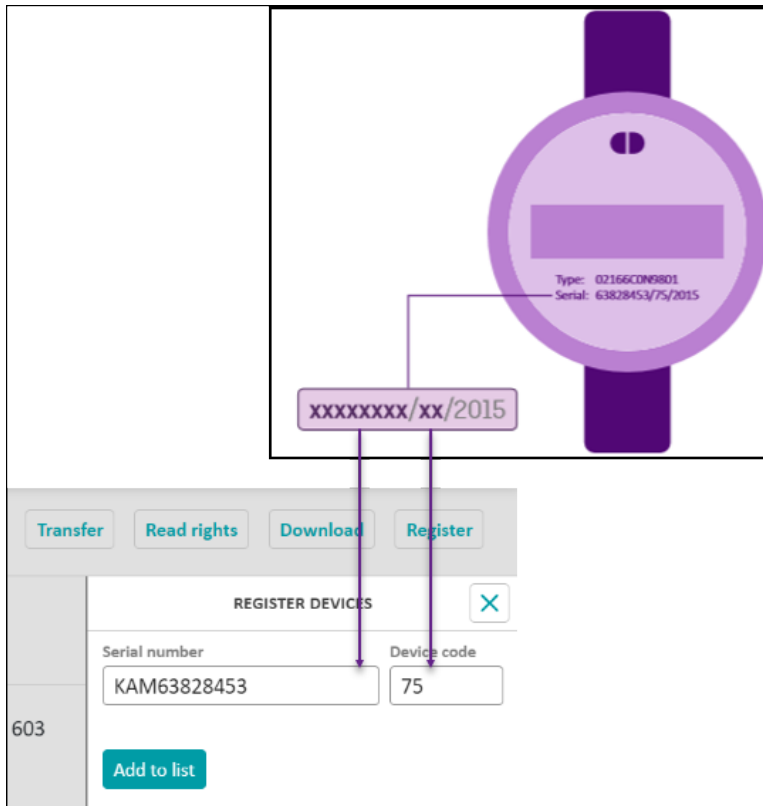 Type: 02166C0N9801
Serial: 63828453/75/2015
xxxxxxxx/xx/2015
Transfer Read rights Download Register
REGISTER DEVICES
Serial number Device code
KAM63828453 75
603
Add to list